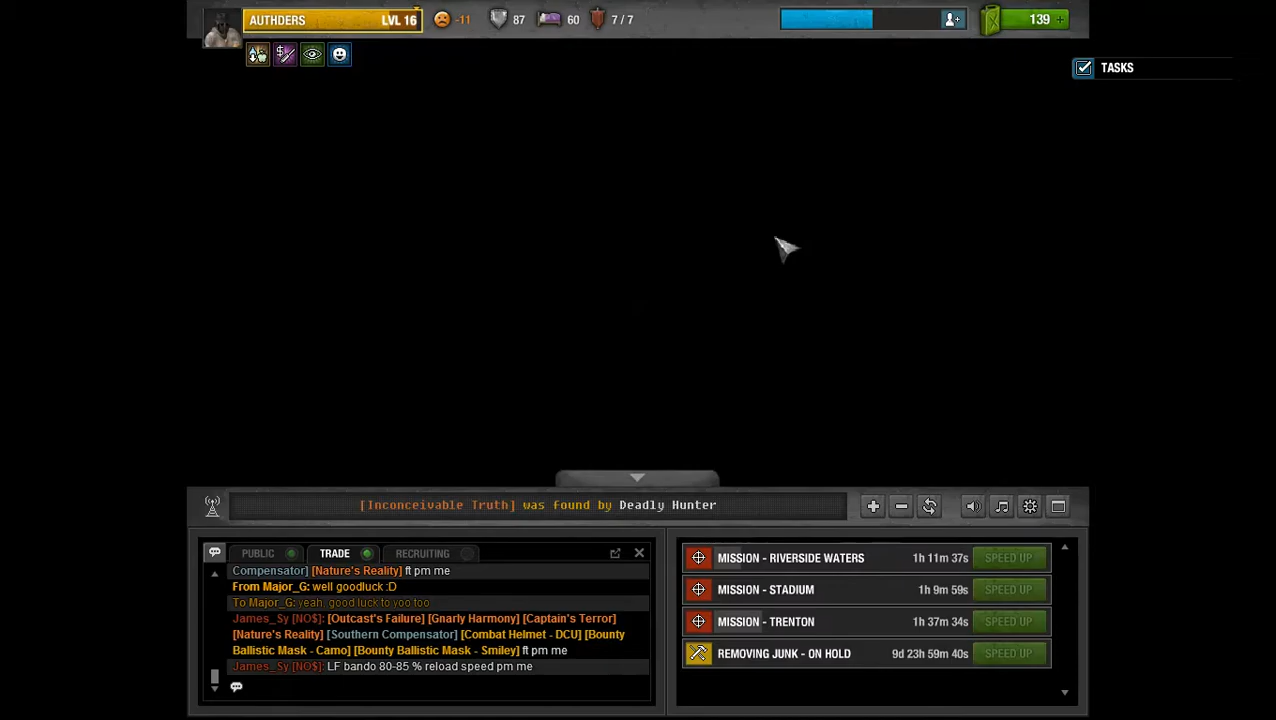 AUTHDERS LVL 16 -11 87 60 7 / 7 139 +
TASKS
[Inconceivable Truth] was found by Deadly Hunter
PUBLIC TRADE RECRUITING
Compensator] [Nature's Reality] ft pm me
From Major_G: well goodluck :D
To Major_G: yeah good luck to yoo too
James_Sy [NO$]: [Outcast's Failure] [Gnarly Harmony] [Captain's Terror]
[Nature's Reality] [Southern Compensator] [Combat Helmet - DCU] [Bounty
Ballistic Mask - Camo] [Bounty Ballistic Mask - Smiley] ft pm me
James_Sy [NO$]: LF bando 80-85 % reload speed pm me
MISSION - RIVERSIDE WATERS 1h 11m 37s SPEED UP
MISSION - STADIUM 1h 9m 59s SPEED UP
MISSION - TRENTON 1h 37m 34s SPEED UP
REMOVING JUNK - ON HOLD 9d 23h 59m 40s SPEED UP